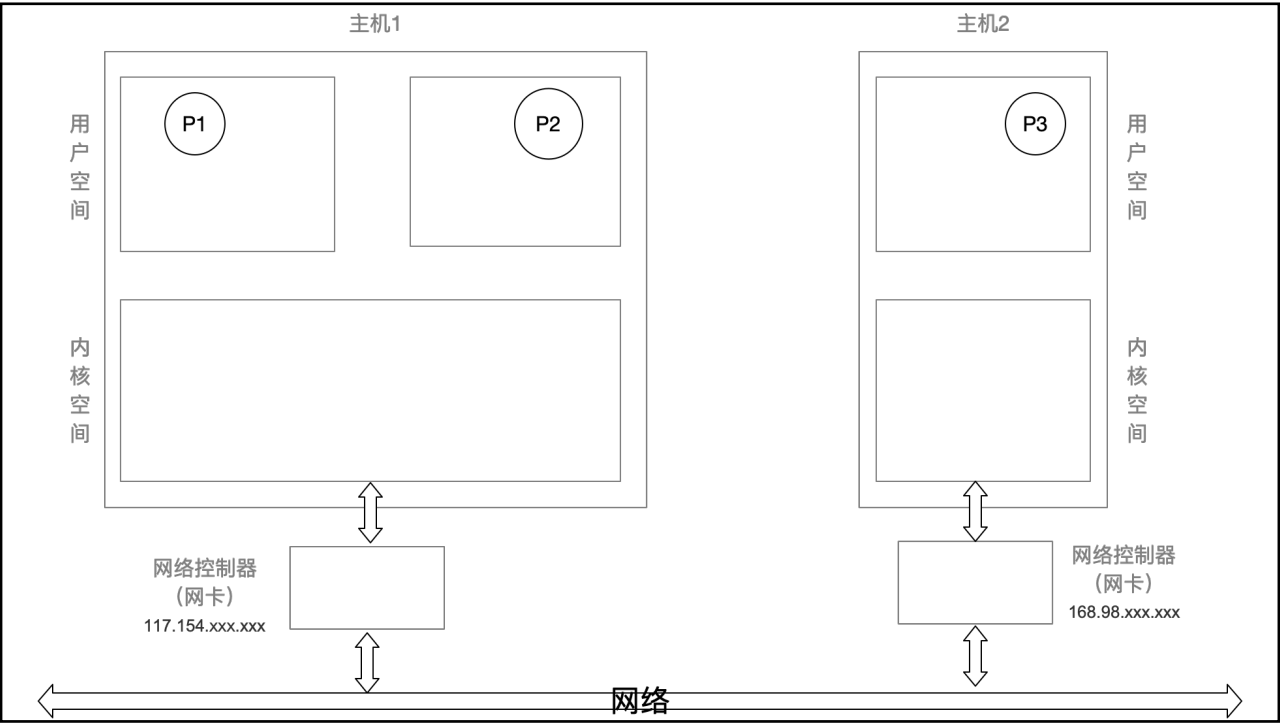 主机1
主机2
用户空间
P1
P2
P3
用户空间
内核空间
内核空间
网络控制器
（网卡）
117.154.xxx.xxx
网络控制器
（网卡）
168.98.xxx.xxx
网络